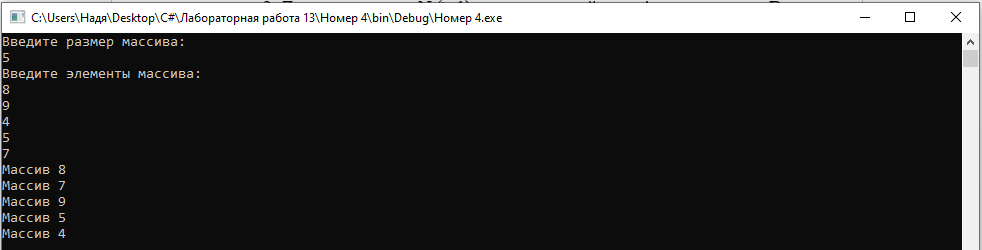 C:\Users\Надя\Desktop\C#\Лабораторная работа 13\Номер 4\bin\Debug\Номер 4.exe
Введите размер массива:
5
Введите элементы массива:
8
9
4
5
7
Массив 8
Массив 7
Массив 9
Массив 5
Массив 4